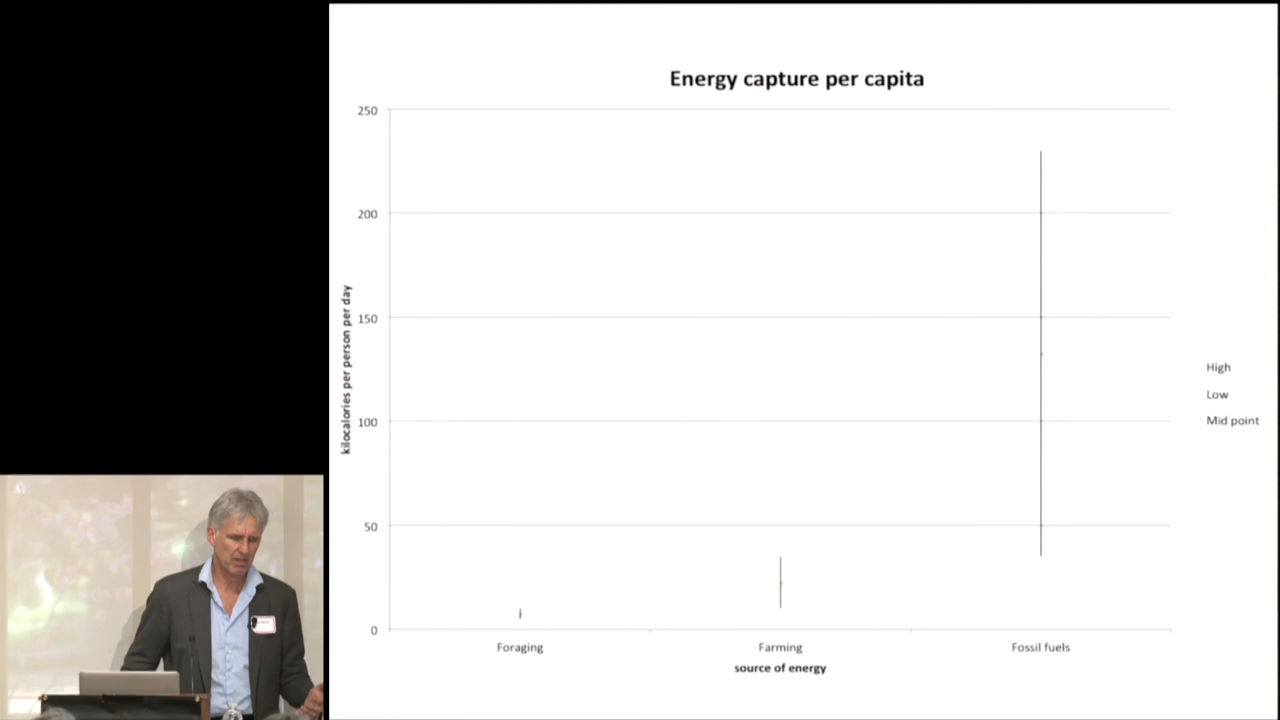 Energy capture per capita
250
200
150
100
50
0
kilocalories per person per day
Foraging
Farming
Fossil fuels
source of energy
High
Low
Mid point